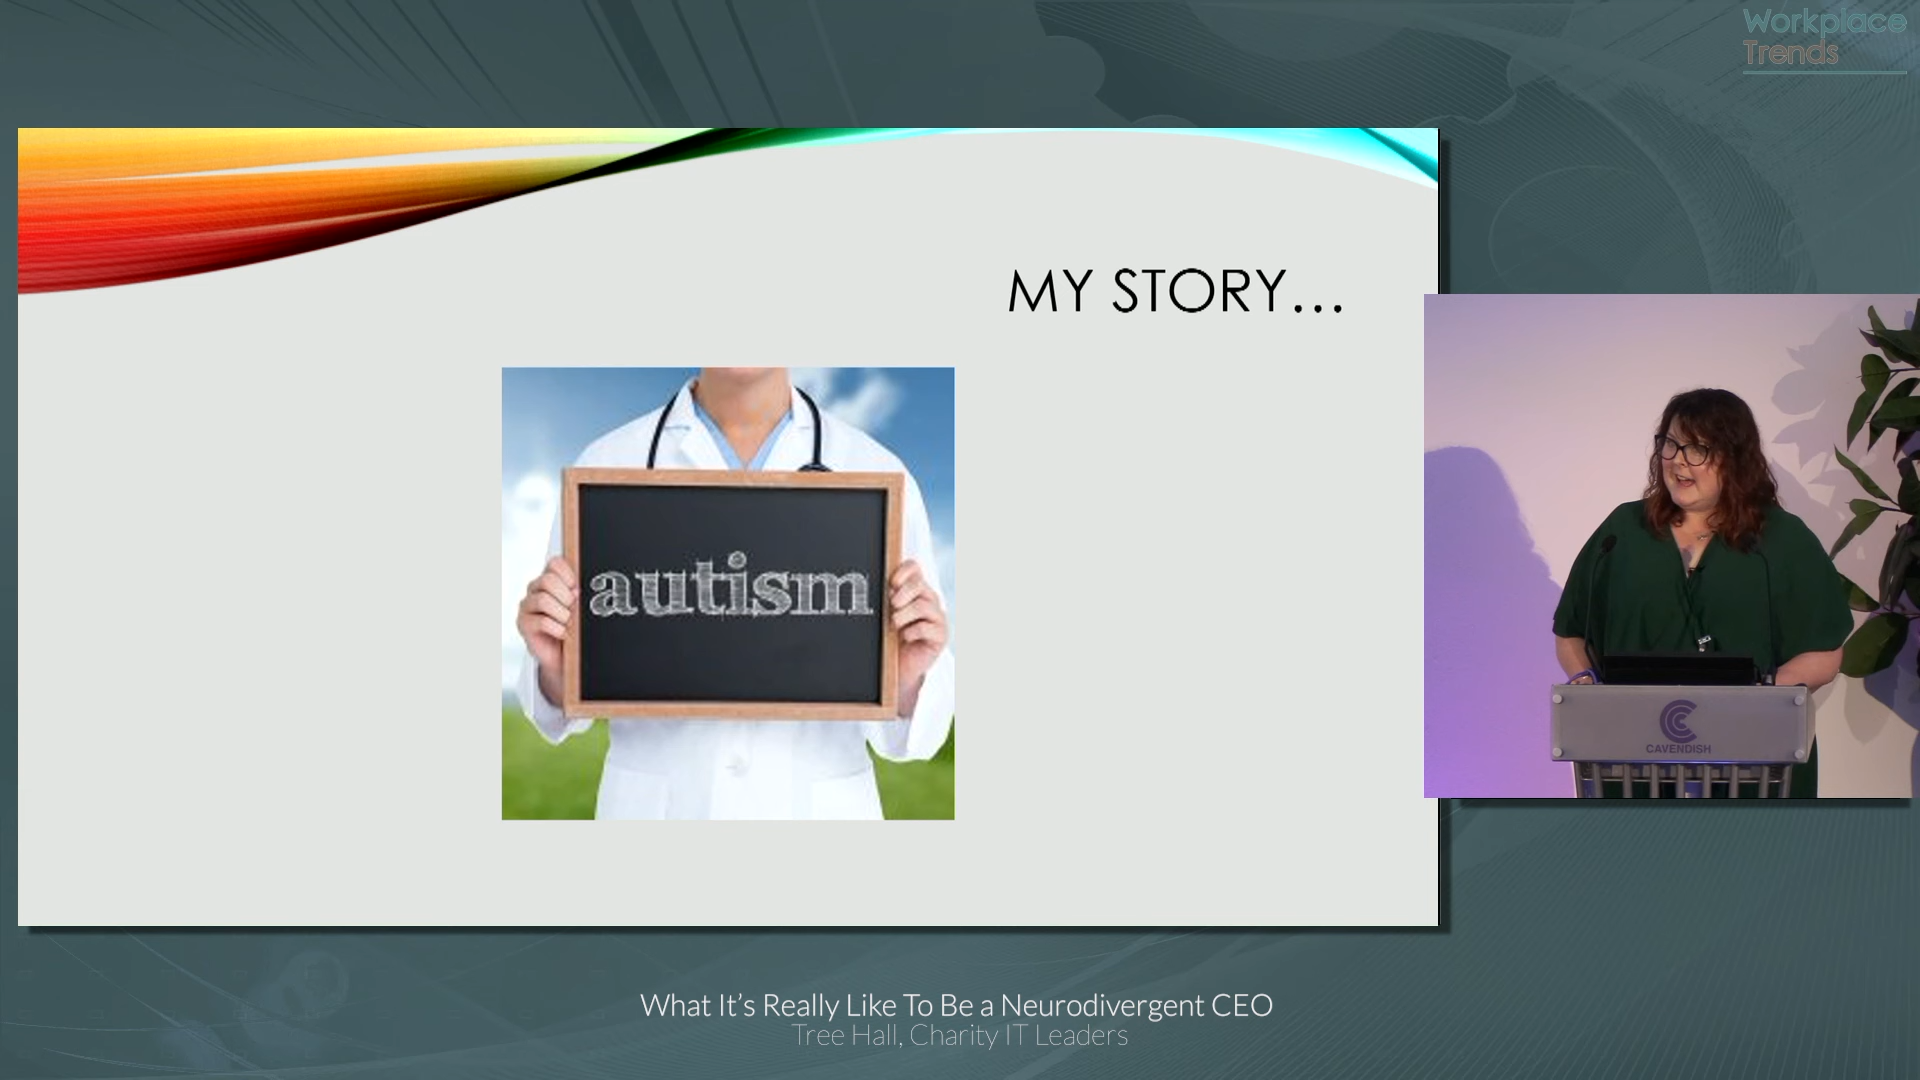 Workplace
Trends
MY STORY...
autism
CAVENDISH
What It's Really Like To Be a Neurodivergent CEO
Tree Hall, Charity IT Leaders